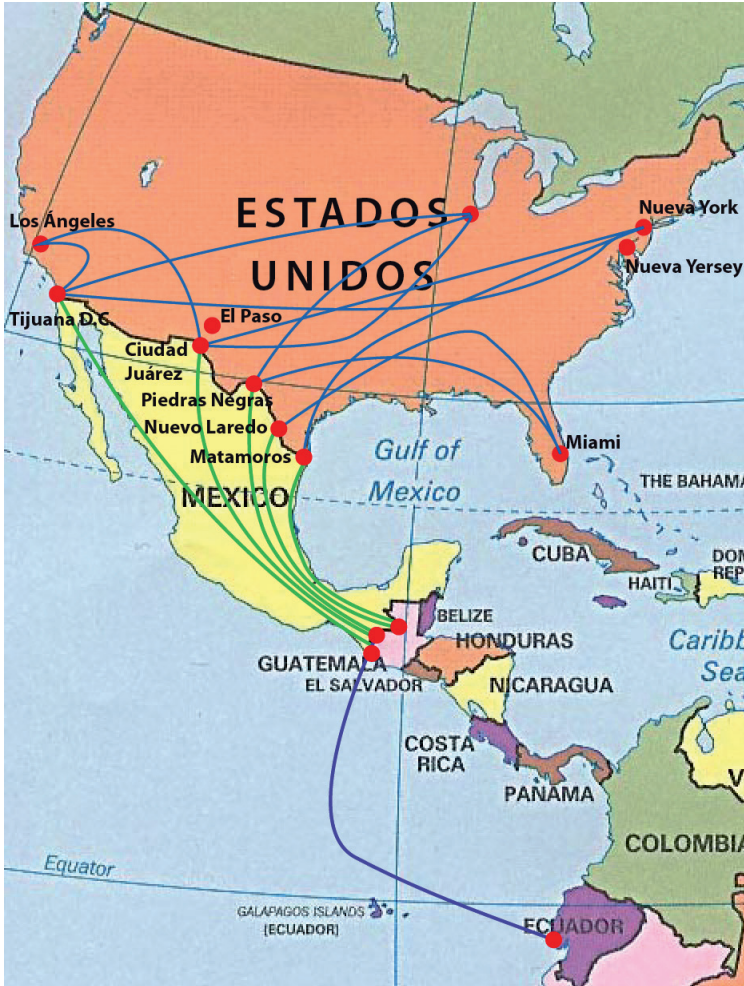 Nueva York
ESTADOS
Los Ángeles
UNIDOS
Nueva Yersey
Tijuana D.C
El Paso
Ciudad
Juárez
Piedras Negras
Nuevo Laredo
Matamoros
Gulf of
Mexico
Miami
MEXICO
THE BAHAMA
CUBA
DOM
REP
HAITI
BELIZE
HONDURAS
Caribb
Sea
GUATEMALA
EL SALVADOR
NICARAGUA
COSTA
RICA
PANAMA
V
COLOMBIA
Equator
GALAPAGOS ISLANDS
(ECUADOR)
ECUADOR